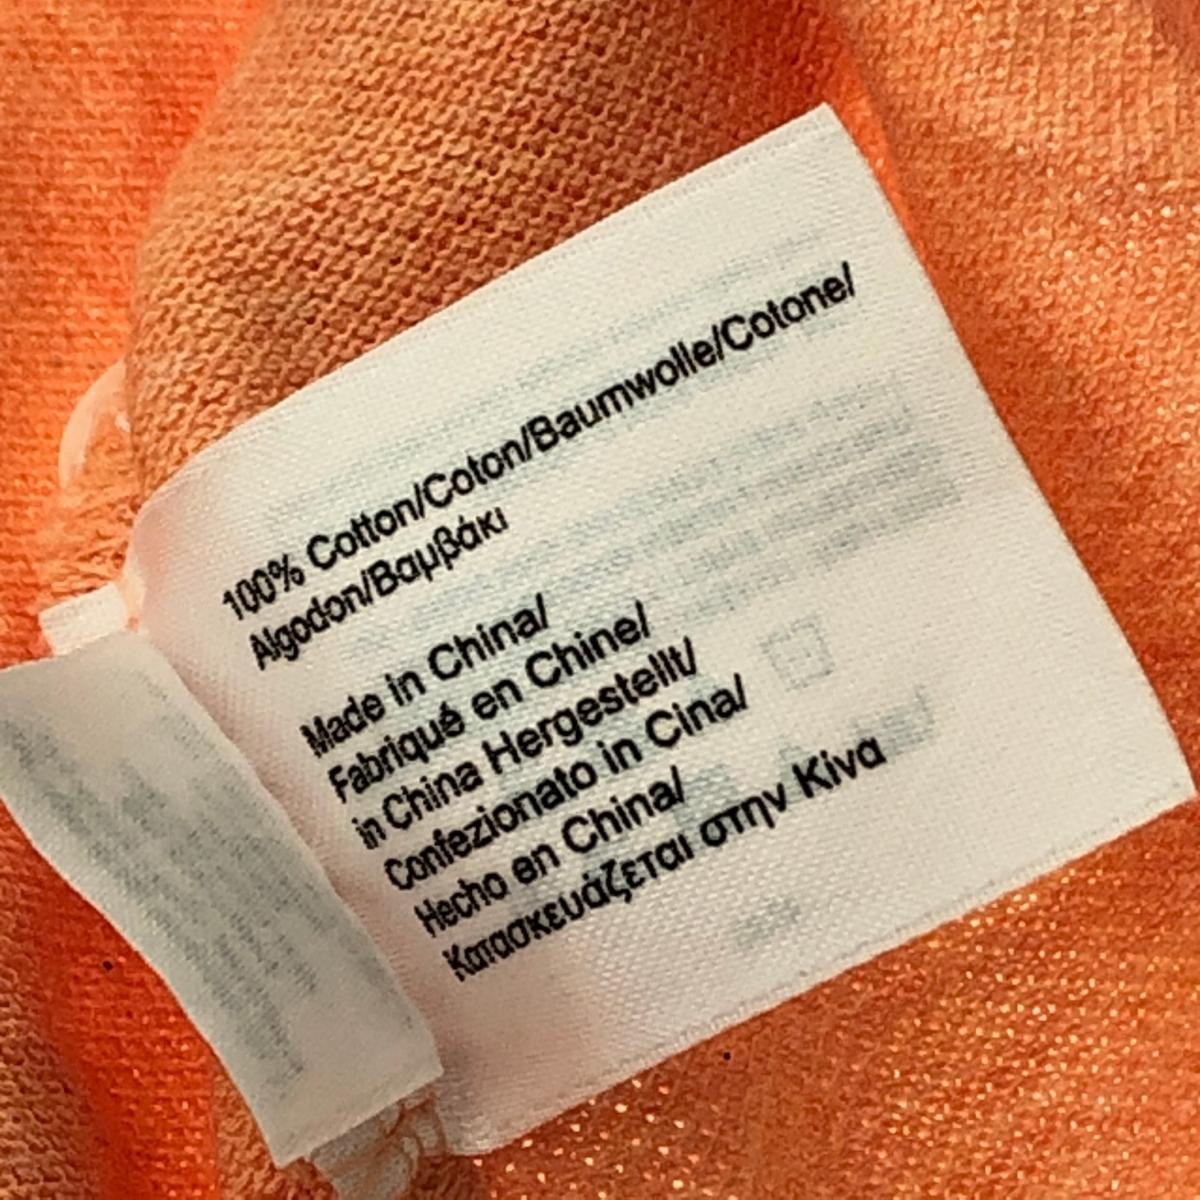 100% Cotton/Coton/Baumwolle/Cotone/
Algodon/Βαμβάκι
Made in China/
Fabriqué en Chine/
in China Hergestellt/
Confezionato in Cina/
Hecho en China/
Κατασκευάζεται στην Κίνα